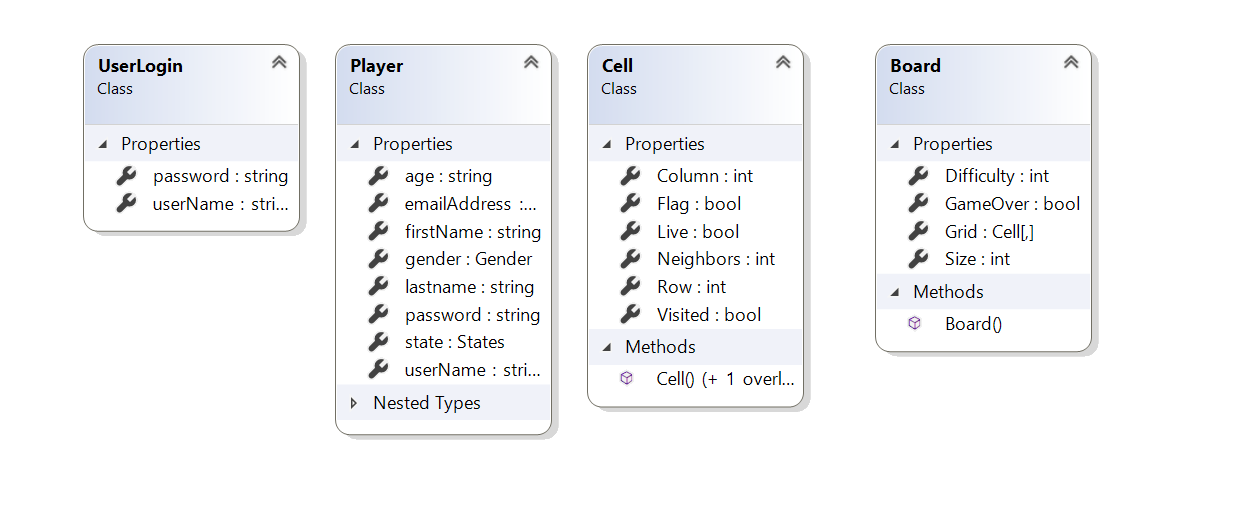 UserLogin
Class
Properties
password : string
userName : stri...
Player
Class
Properties
age : string
emailAddress :...
firstName : string
gender : Gender
lastname : string
password : string
state : States
userName : stri...
Nested Types
Cell
Class
Properties
Column : int
Flag : bool
Live : bool
Neighbors : int
Row : int
Visited : bool
Methods
Cell() (+ 1 overl...
Board
Class
Properties
Difficulty : int
GameOver : bool
Grid : Cell[,]
Size : int
Methods
Board()